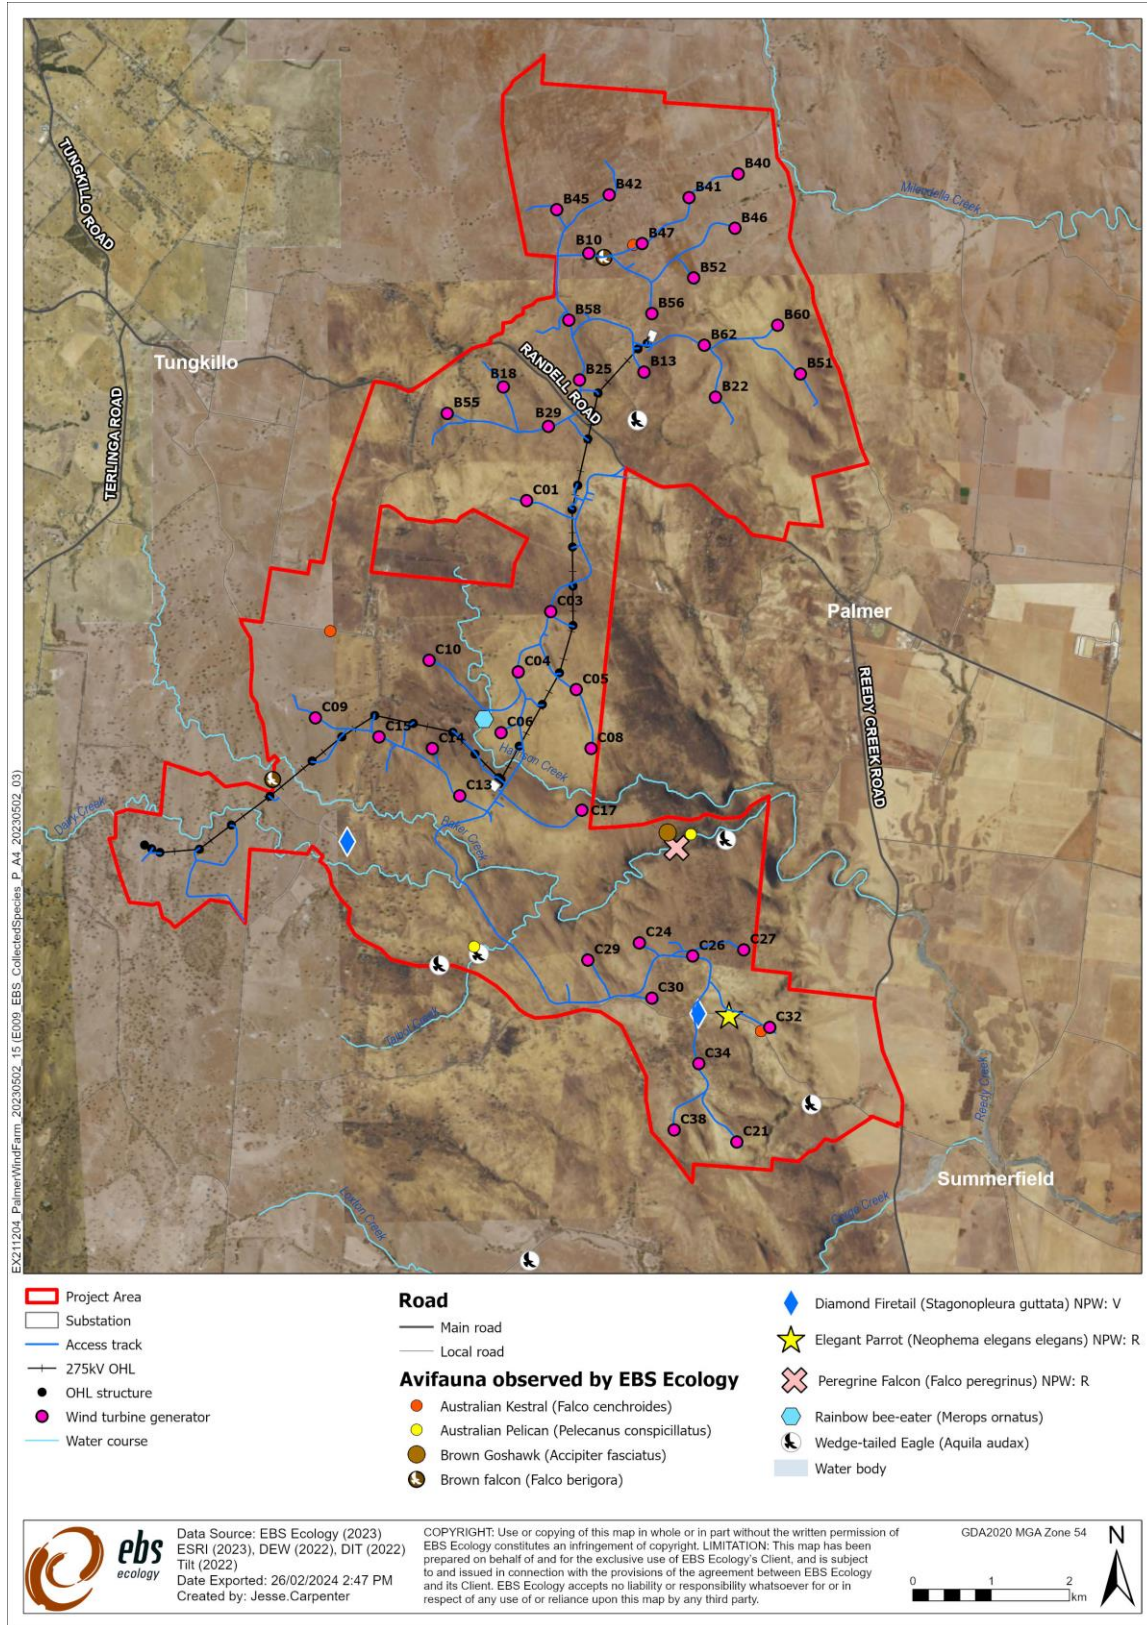 TUNGKILLO ROAD
B40
B42
B41
Milendella Creek
B45
B46
B47
B10
B52
B56
B58
B60
B62
Tungkillo
RANDELL ROAD
B13
B51
B25
B18
B22
B55
B29
TERLINGA ROAD
C01
C03
Palmer
C10
C04
C05
REEDY CREEK ROAD
C09
C15
C06
C14
C08
Harrison Creek
C13
C17
Dairy Creek
Baker Creek
C24
C27
C29
C26
C30
Talbot Creek
C32
C34
Reedy Creek
C38
C21
Summerfield
EX211204_PalmerWindFarm_20230502_15 (E009_EBS_CollectedSpecies_P_A4_20230502_03)
Project Area
Substation
Access track
275kV OHL
OHL structure
Wind turbine generator
Water course
Road
Main road
Local road
Avifauna observed by EBS Ecology
Australian Kestral (Falco cenchroides)
Australian Pelican (Pelecanus conspicillatus)
Brown Goshawk (Accipiter fasciatus)
Brown falcon (Falco berigora)
Diamond Firetail (Stagonopleura guttata) NPW: V
Elegant Parrot (Neophema elegans elegans) NPW: R
Peregrine Falcon (Falco peregrinus) NPW: R
Rainbow bee-eater (Merops ornatus)
Wedge-tailed Eagle (Aquila audax)
Water body
ebs
ecology
Data Source: EBS Ecology (2023)
ESRI (2023), DEW (2022), DIT (2022)
Tilt (2022)
Date Exported: 26/02/2024 2:47 PM
Created by: Jesse.Carpenter
COPYRIGHT: Use or copying of this map in whole or in part without the written permission of
EBS Ecology constitutes an infringement of copyright. LIMITATION: This map has been
prepared on behalf of and for the exclusive use of EBS Ecology's Client, and is subject
to and issued in connection with the provisions of the agreement between EBS Ecology
and its Client. EBS Ecology accepts no liability or responsibility whatsoever for or in
respect of any use of or reliance upon this map by any third party.
GDA2020 MGA Zone 54
N
0 1 2
km